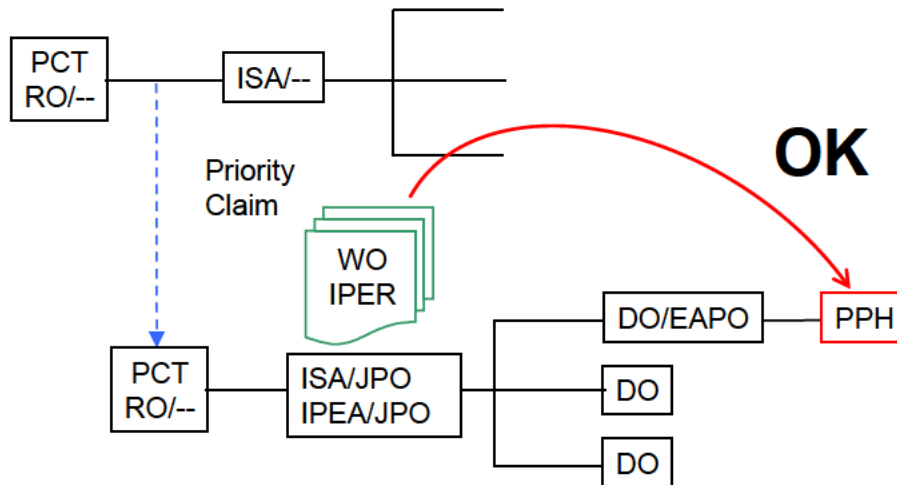 PCT
RO/--
ISA/--
OK
Priority
Claim
WO
IPER
DO/EAPO
PPH
PCT
RO/--
ISA/JPO
IPEA/JPO
DO
DO